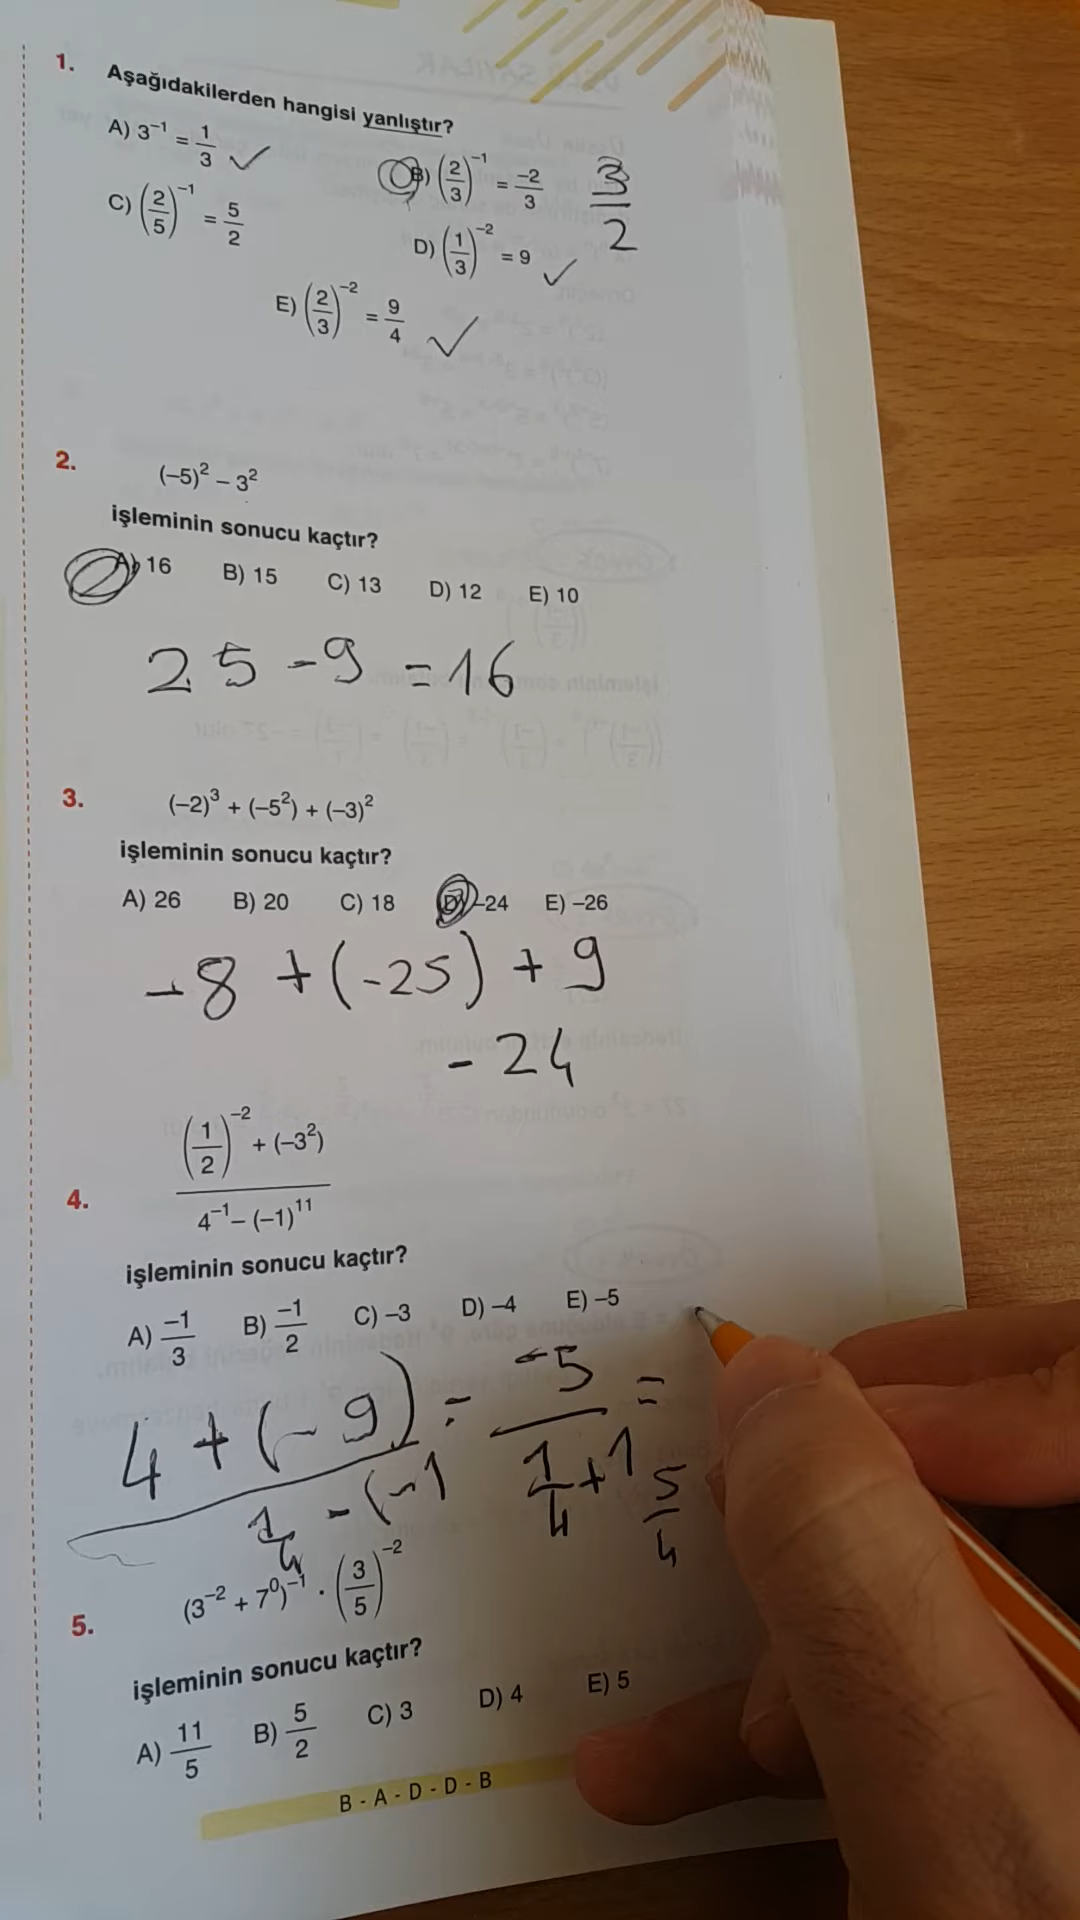 1. Aşağıdakilerden hangisi yanlıştır?
A) 3⁻¹ = 1/3 ✓
B) (2/3)⁻¹ = -2/3
3/2
C) (2/5)⁻¹ = 5/2
D) (1/3)⁻² = 9 ✓
E) (2/3)⁻² = 9/4 ✓
2. (–5)² – 3²
işleminin sonucu kaçtır?
A) 16 B) 15 C) 13 D) 12 E) 10
25 - 9 = 16
3. (–2)³ + (–5²) + (–3)²
işleminin sonucu kaçtır?
A) 26 B) 20 C) 18 D) –24 E) –26
-8 + (-25) + 9
-24
(1/2)⁻² + (–3²)
4.
4⁻¹ – (–1)¹¹
işleminin sonucu kaçtır?
A) –1/3 B) –1/2 C) –3 D) –4 E) –5
4 + (-9) = -5 =
1/4 - (-1 1/4 + 1 5/4
5. (3⁻² + 7⁰)⁻¹ · (3/5)⁻²
işleminin sonucu kaçtır?
A) 11/5 B) 5/2 C) 3 D) 4 E) 5
B - A - D - D - B